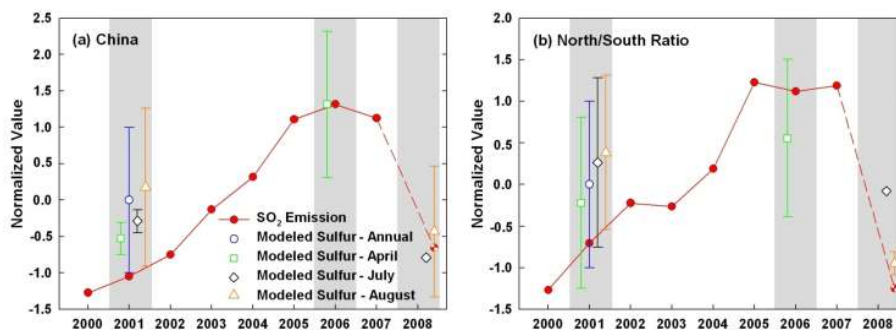 (a) China
(b) North/South Ratio
Normalized Value
2.5
2.0
1.5
1.0
0.5
0.0
-0.5
-1.0
-1.5
SO2 Emission
Modeled Sulfur - Annual
Modeled Sulfur - April
Modeled Sulfur - July
Modeled Sulfur - August
2000 2001 2002 2003 2004 2005 2006 2007 2008
Normalized Value
2.0
1.5
1.0
0.5
0.0
-0.5
-1.0
-1.5
2000 2001 2002 2003 2004 2005 2006 2007 2008